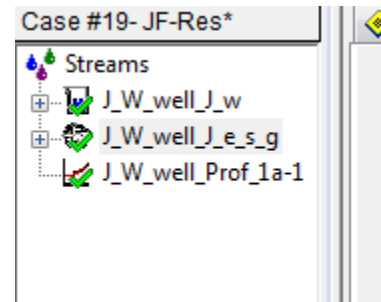 Case #19- JF-Res*
Streams
J_W_well_J_w
J_W_well_J_e_s_g
J_W_well_Prof_1a-1